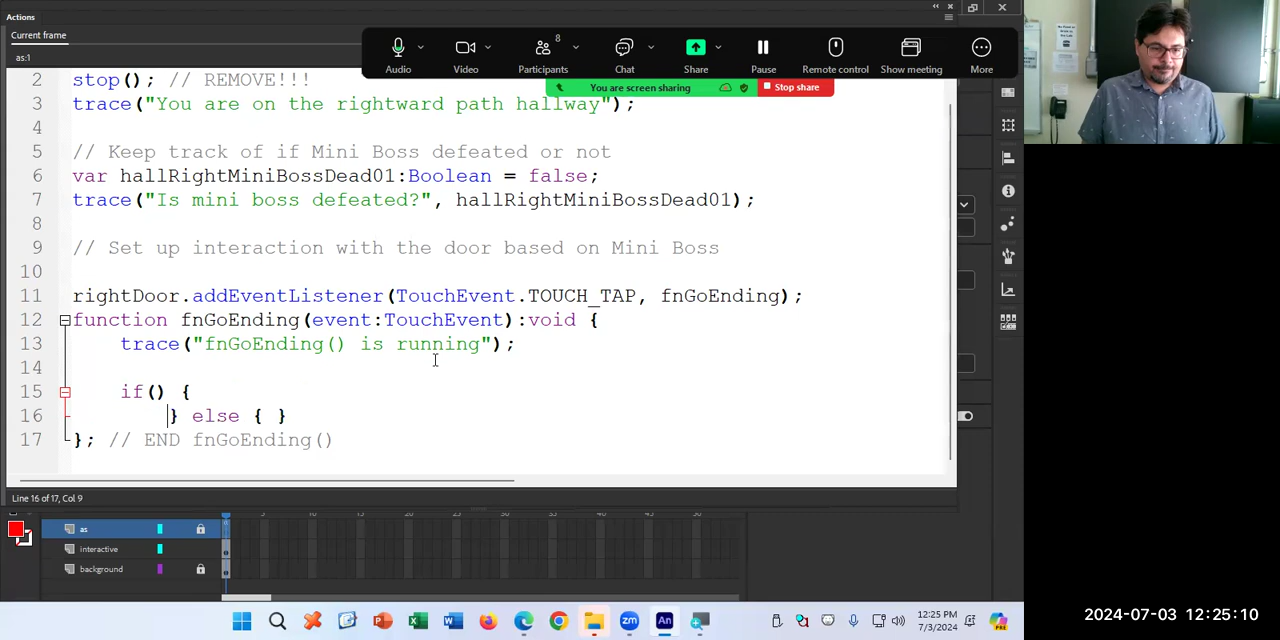 Actions
Current frame
as:1
8
Audio
Video
Participants
Chat
Share
Pause
Remote control
Show meeting
More
You are screen sharing
Stop share
2 stop(); // REMOVE!!!
3 trace("You are on the rightward path hallway");
4
5 // Keep track of if Mini Boss defeated or not
6 var hallRightMiniBossDead01:Boolean = false;
7 trace("Is mini boss defeated?", hallRightMiniBossDead01);
8
9 // Set up interaction with the door based on Mini Boss
10
11 rightDoor.addEventListener(TouchEvent.TOUCH_TAP, fnGoEnding);
12 function fnGoEnding(event:TouchEvent):void {
13 trace("fnGoEnding() is running");
14
15 if() {
16 } else { }
17 }; // END fnGoEnding()
Line 16 of 17, Col 9
as
interactive
background
zm
An
12:25 PM
7/3/2024
PRE
2024-07-03 12:25:10